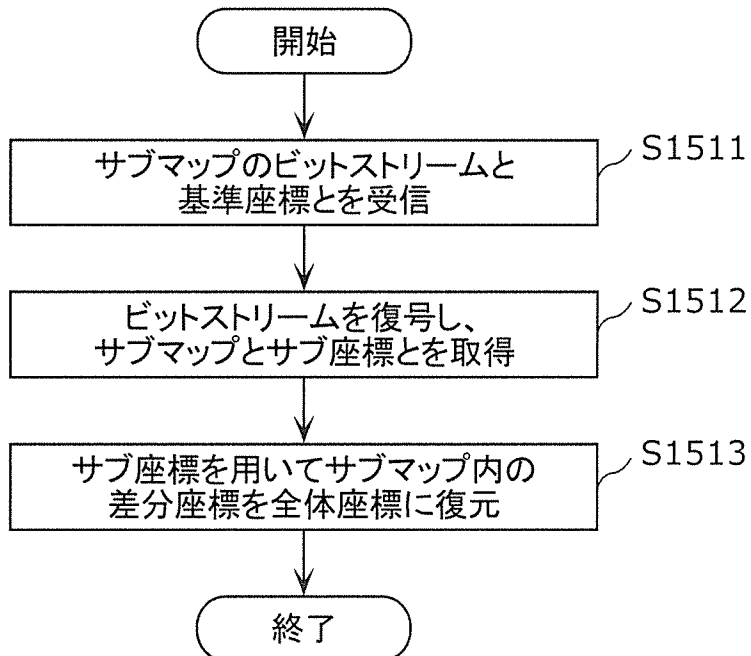 開始
サブマップのビットストリームと
基準座標とを受信
S1511
ビットストリームを復号し、
サブマップとサブ座標とを取得
S1512
サブ座標を用いてサブマップ内の
差分座標を全体座標に復元
S1513
終了